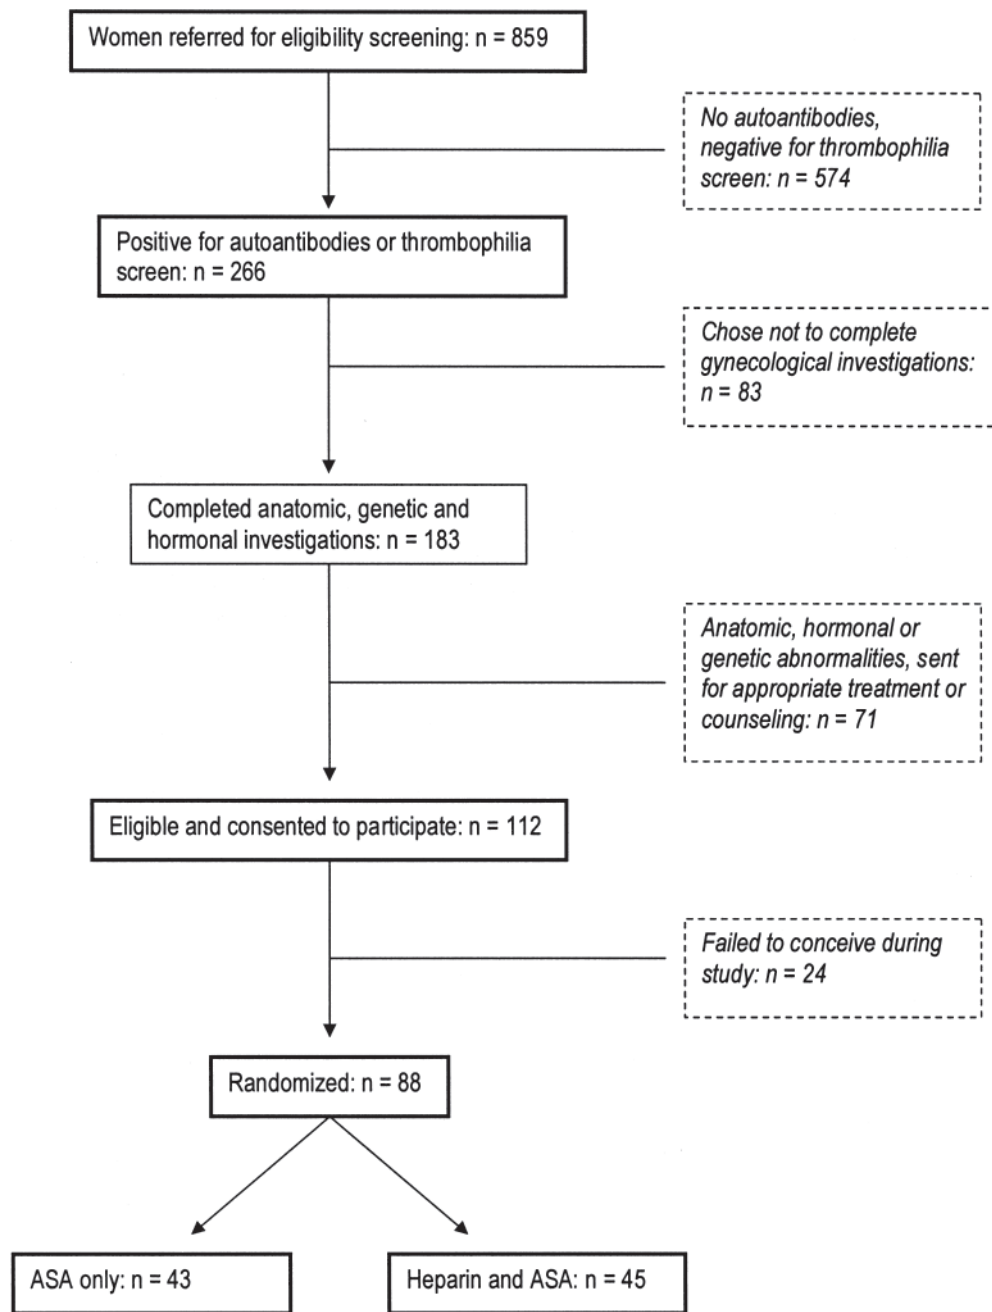 Women referred for eligibility screening: n = 859
No autoantibodies,
negative for thrombophilia
screen: n = 574
Positive for autoantibodies or thrombophilia
screen: n = 266
Chose not to complete
gynecological investigations:
n = 83
Completed anatomic, genetic and
hormonal investigations: n = 183
Anatomic, hormonal or
genetic abnormalities, sent
for appropriate treatment or
counseling: n = 71
Eligible and consented to participate: n = 112
Failed to conceive during
study: n = 24
Randomized: n = 88
ASA only: n = 43
Heparin and ASA: n = 45